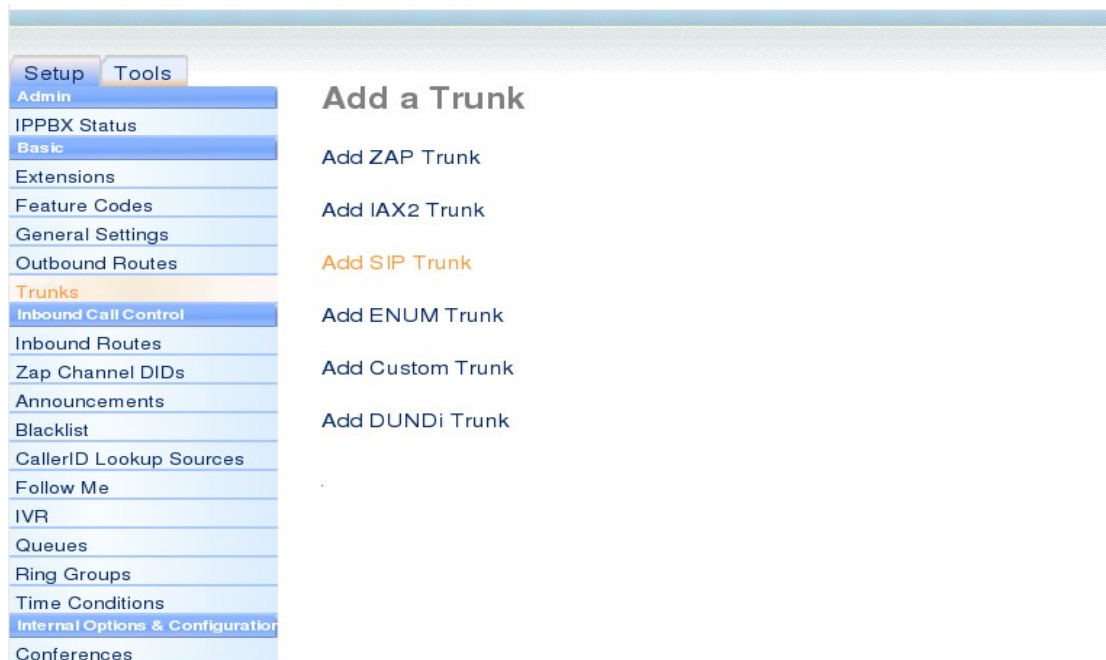 Setup Tools
Admin
IPPBX Status
Basic
Extensions
Feature Codes
General Settings
Outbound Routes
Trunks
Inbound Call Control
Inbound Routes
Zap Channel DIDs
Announcements
Blacklist
CallerID Lookup Sources
Follow Me
IVR
Queues
Ring Groups
Time Conditions
Internal Options & Configuration
Conferences
Add a Trunk
Add ZAP Trunk
Add IAX2 Trunk
Add SIP Trunk
Add ENUM Trunk
Add Custom Trunk
Add DUNDi Trunk